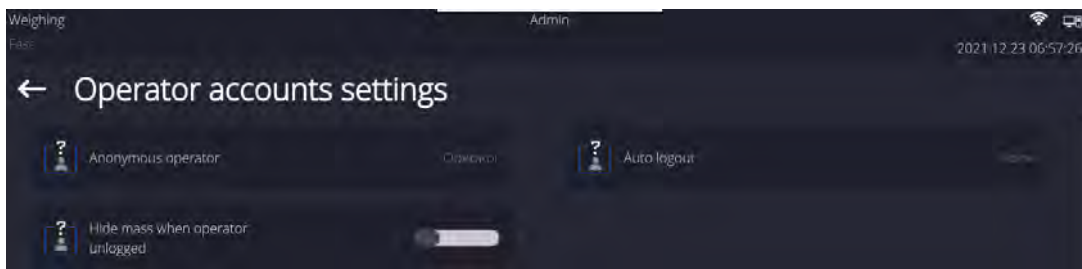 Weighing
Admin
Fast
2021.12.23 06:57:26
Operator accounts settings
Anonymous operator
Operator
Auto logout
Hide mass when operator
unlogged